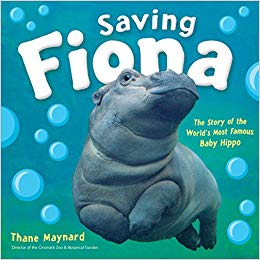 Saving
Fiona
The Story of the
World's Most Famous
Baby Hippo
Thane Maynard
Director of the Cincinatti Zoo & Botanical Garden